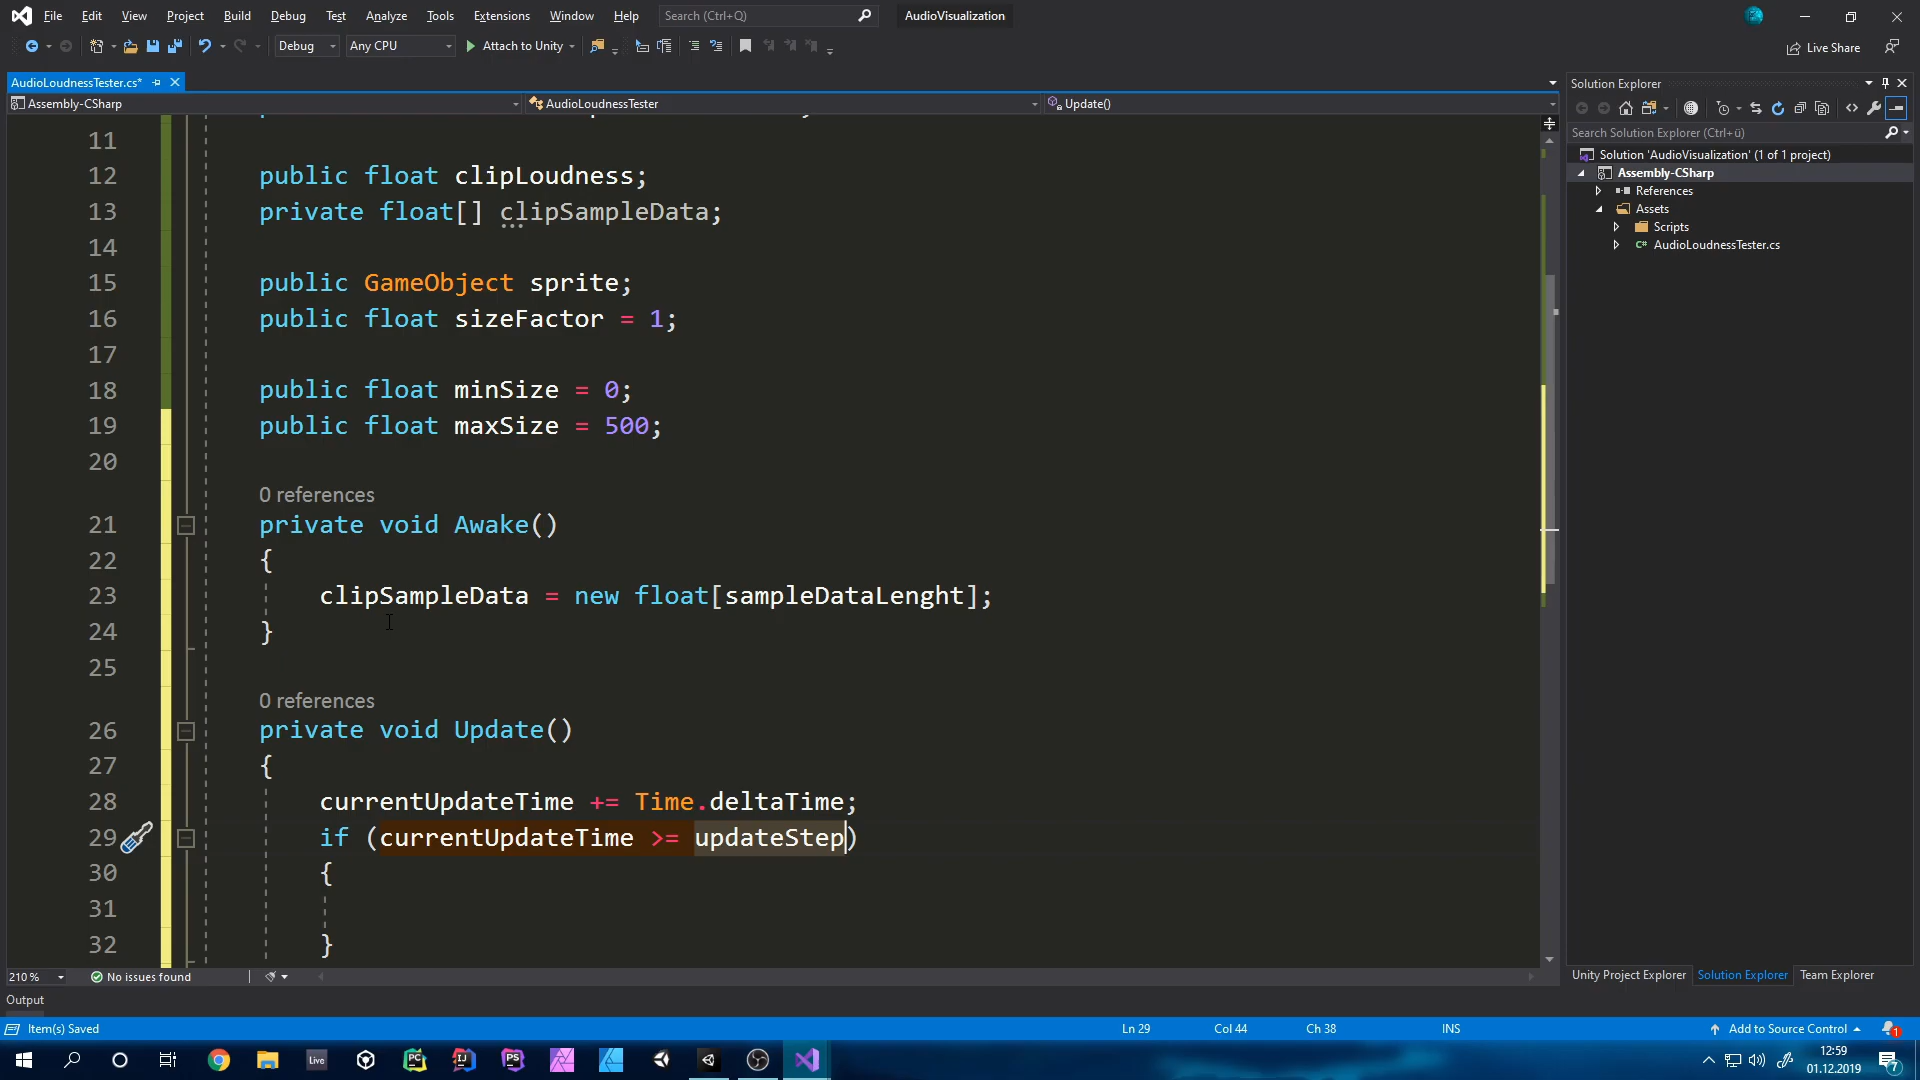 File Edit View Project Build Debug Test Analyze Tools Extensions Window Help Search (Ctrl+Q) AudioVisualization
Debug Any CPU Attach to Unity Live Share
AudioLoudnessTester.cs*
Assembly-CSharp AudioLoudnessTester Update()
11
12 public float clipLoudness;
13 private float[] clipSampleData;
14
15 public GameObject sprite;
16 public float sizeFactor = 1;
17
18 public float minSize = 0;
19 public float maxSize = 500;
20
0 references
21 private void Awake()
22 {
23 clipSampleData = new float[sampleDataLenght];
24 }
25
0 references
26 private void Update()
27 {
28 currentUpdateTime += Time.deltaTime;
29 if (currentUpdateTime >= updateStep)
30 {
31
32 }
210 % No issues found
Output
Item(s) Saved Ln 29 Col 44 Ch 38 INS Add to Source Control 1
Solution Explorer
Search Solution Explorer (Ctrl+ü)
Solution 'AudioVisualization' (1 of 1 project)
Assembly-CSharp
References
Assets
Scripts
C# AudioLoudnessTester.cs
Unity Project Explorer Solution Explorer Team Explorer
Live PC IJ PS
12:59
01.12.2019
7